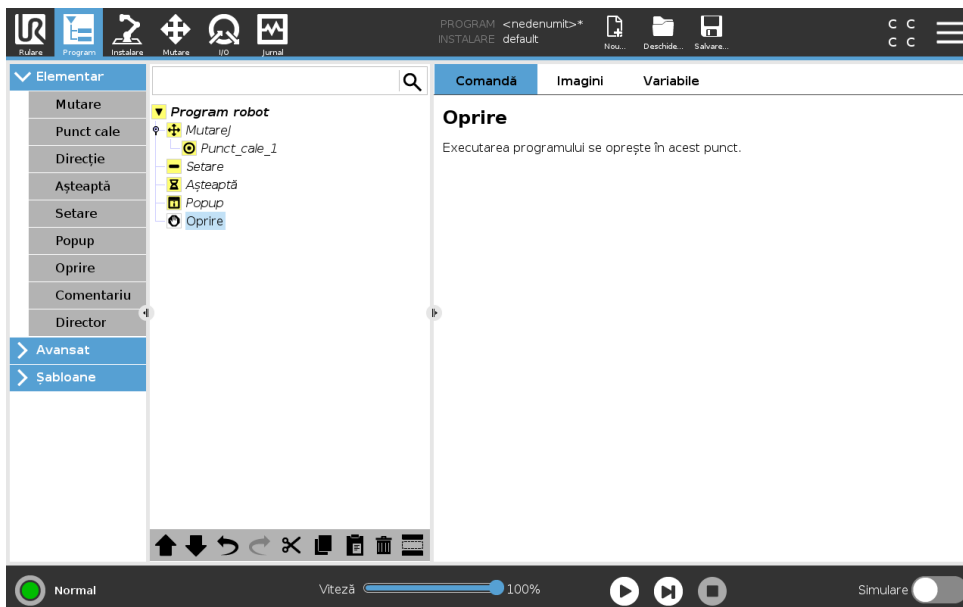 Rulare
Program
Instalare
Mutare
I/O
Jurnal
PROGRAM <nedenumit>*
INSTALARE default
Nou...
Deschide...
Salvare...
C C
C C
Elementar
Mutare
Punct cale
Direcție
Așteaptă
Setare
Popup
Oprire
Comentariu
Director
Avansat
Șabloane
Program robot
MutareJ
Punct_cale_1
Setare
Așteaptă
Popup
Oprire
Comandă
Imagini
Variabile
Oprire
Executarea programului se oprește în acest punct.
Normal
Viteză
100%
Simulare